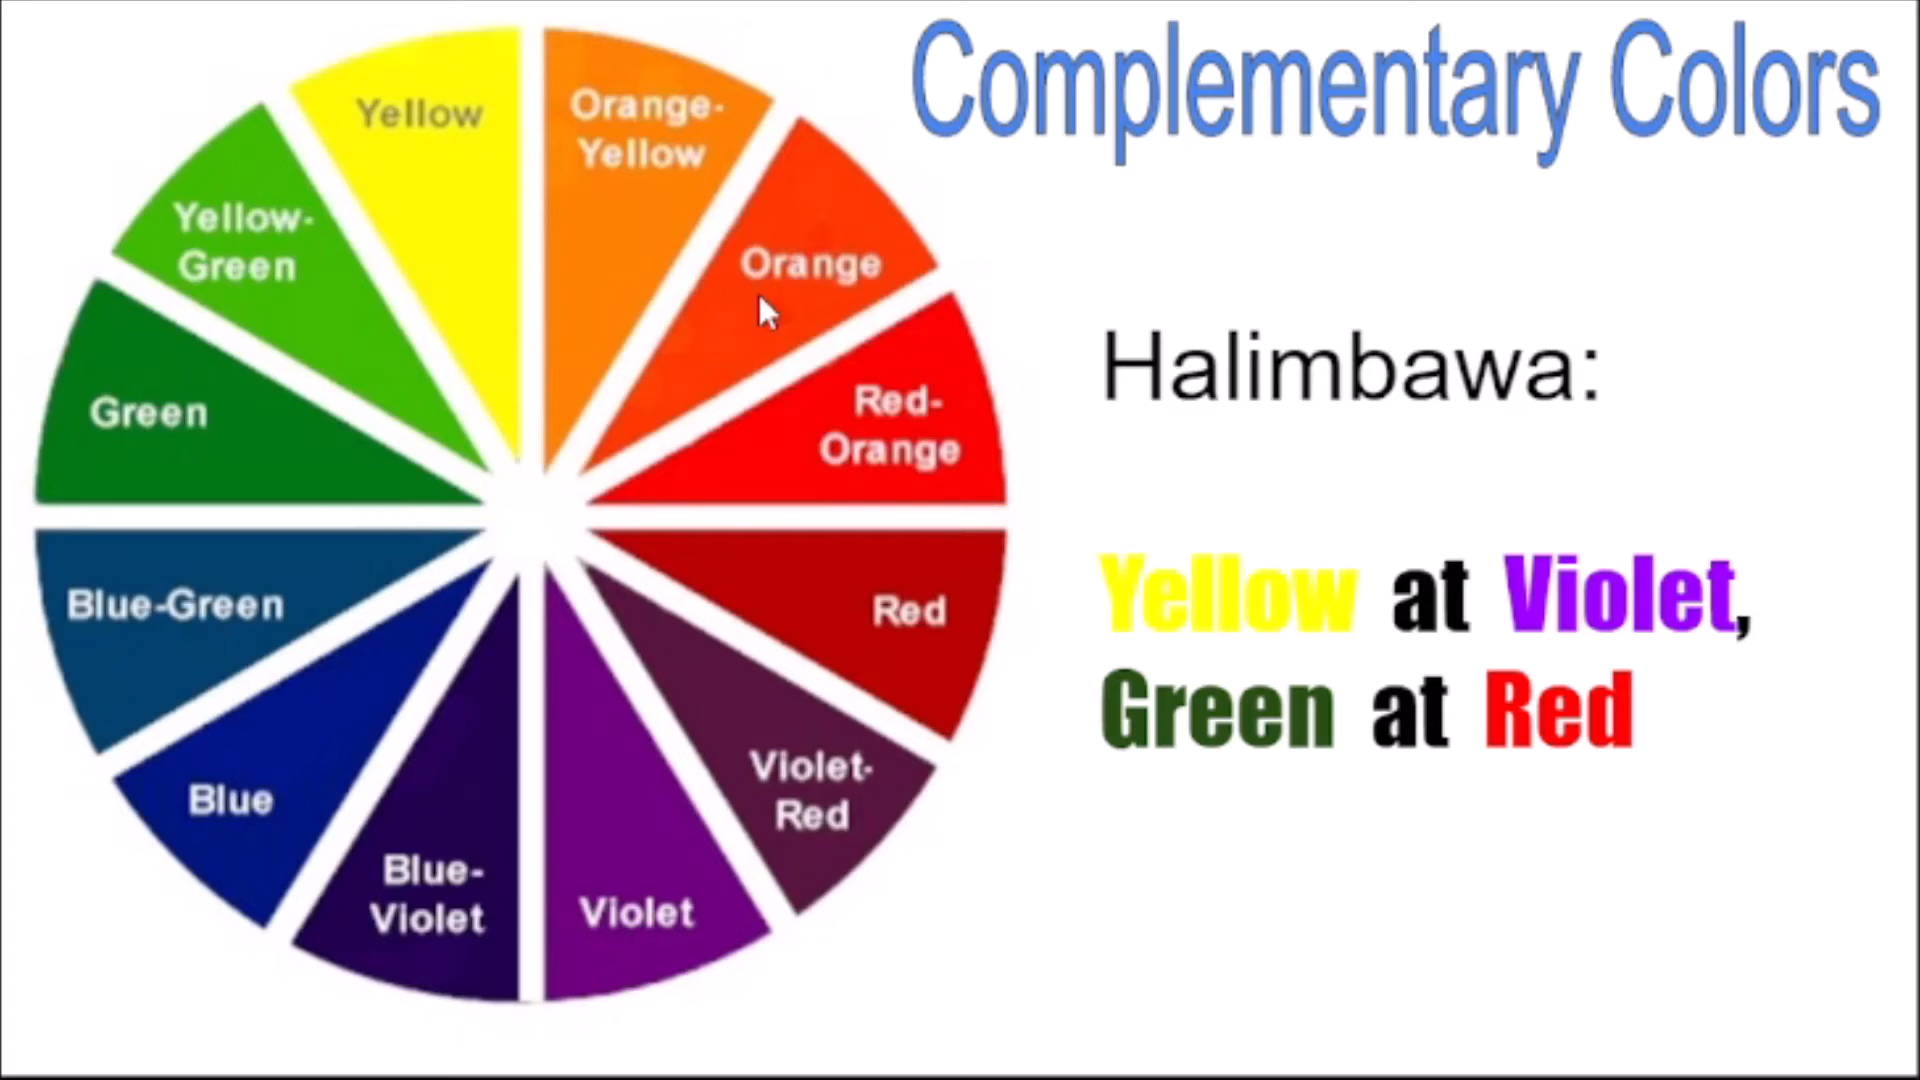 Complementary Colors
Yellow
Orange-
Yellow
Orange
Red-
Orange
Red
Violet-
Red
Violet
Blue-
Violet
Blue
Blue-Green
Green
Yellow-
Green
Halimbawa:
Yellow at Violet,
Green at Red